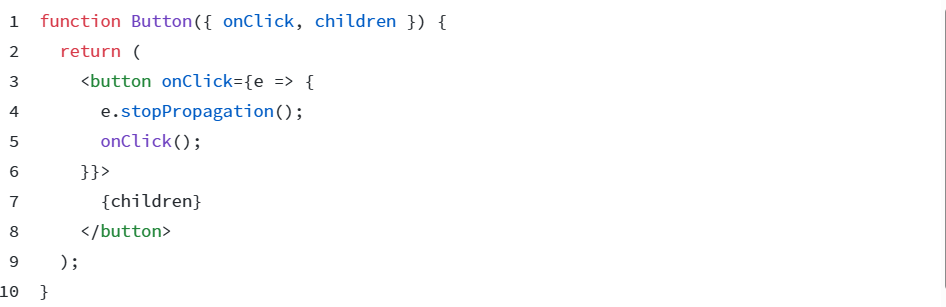 1 function Button({ onClick, children }) {
2   return (
3     <button onClick={e => {
4       e.stopPropagation();
5       onClick();
6     }}>
7       {children}
8     </button>
9   );
10 }